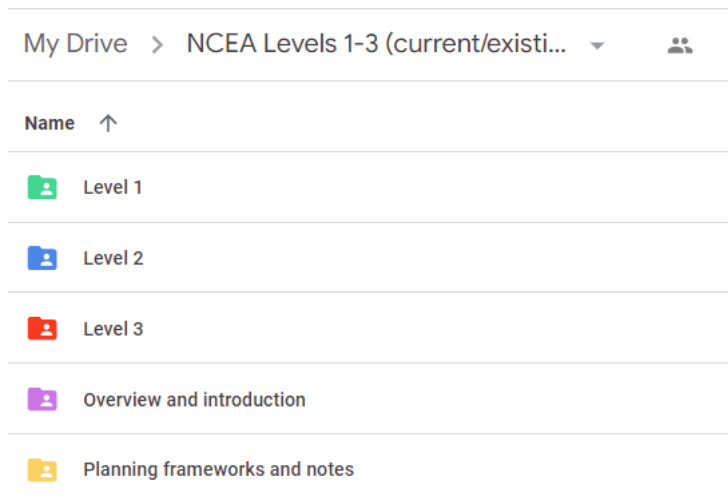 My Drive > NCEA Levels 1-3 (current/existi...
Name
Level 1
Level 2
Level 3
Overview and introduction
Planning frameworks and notes